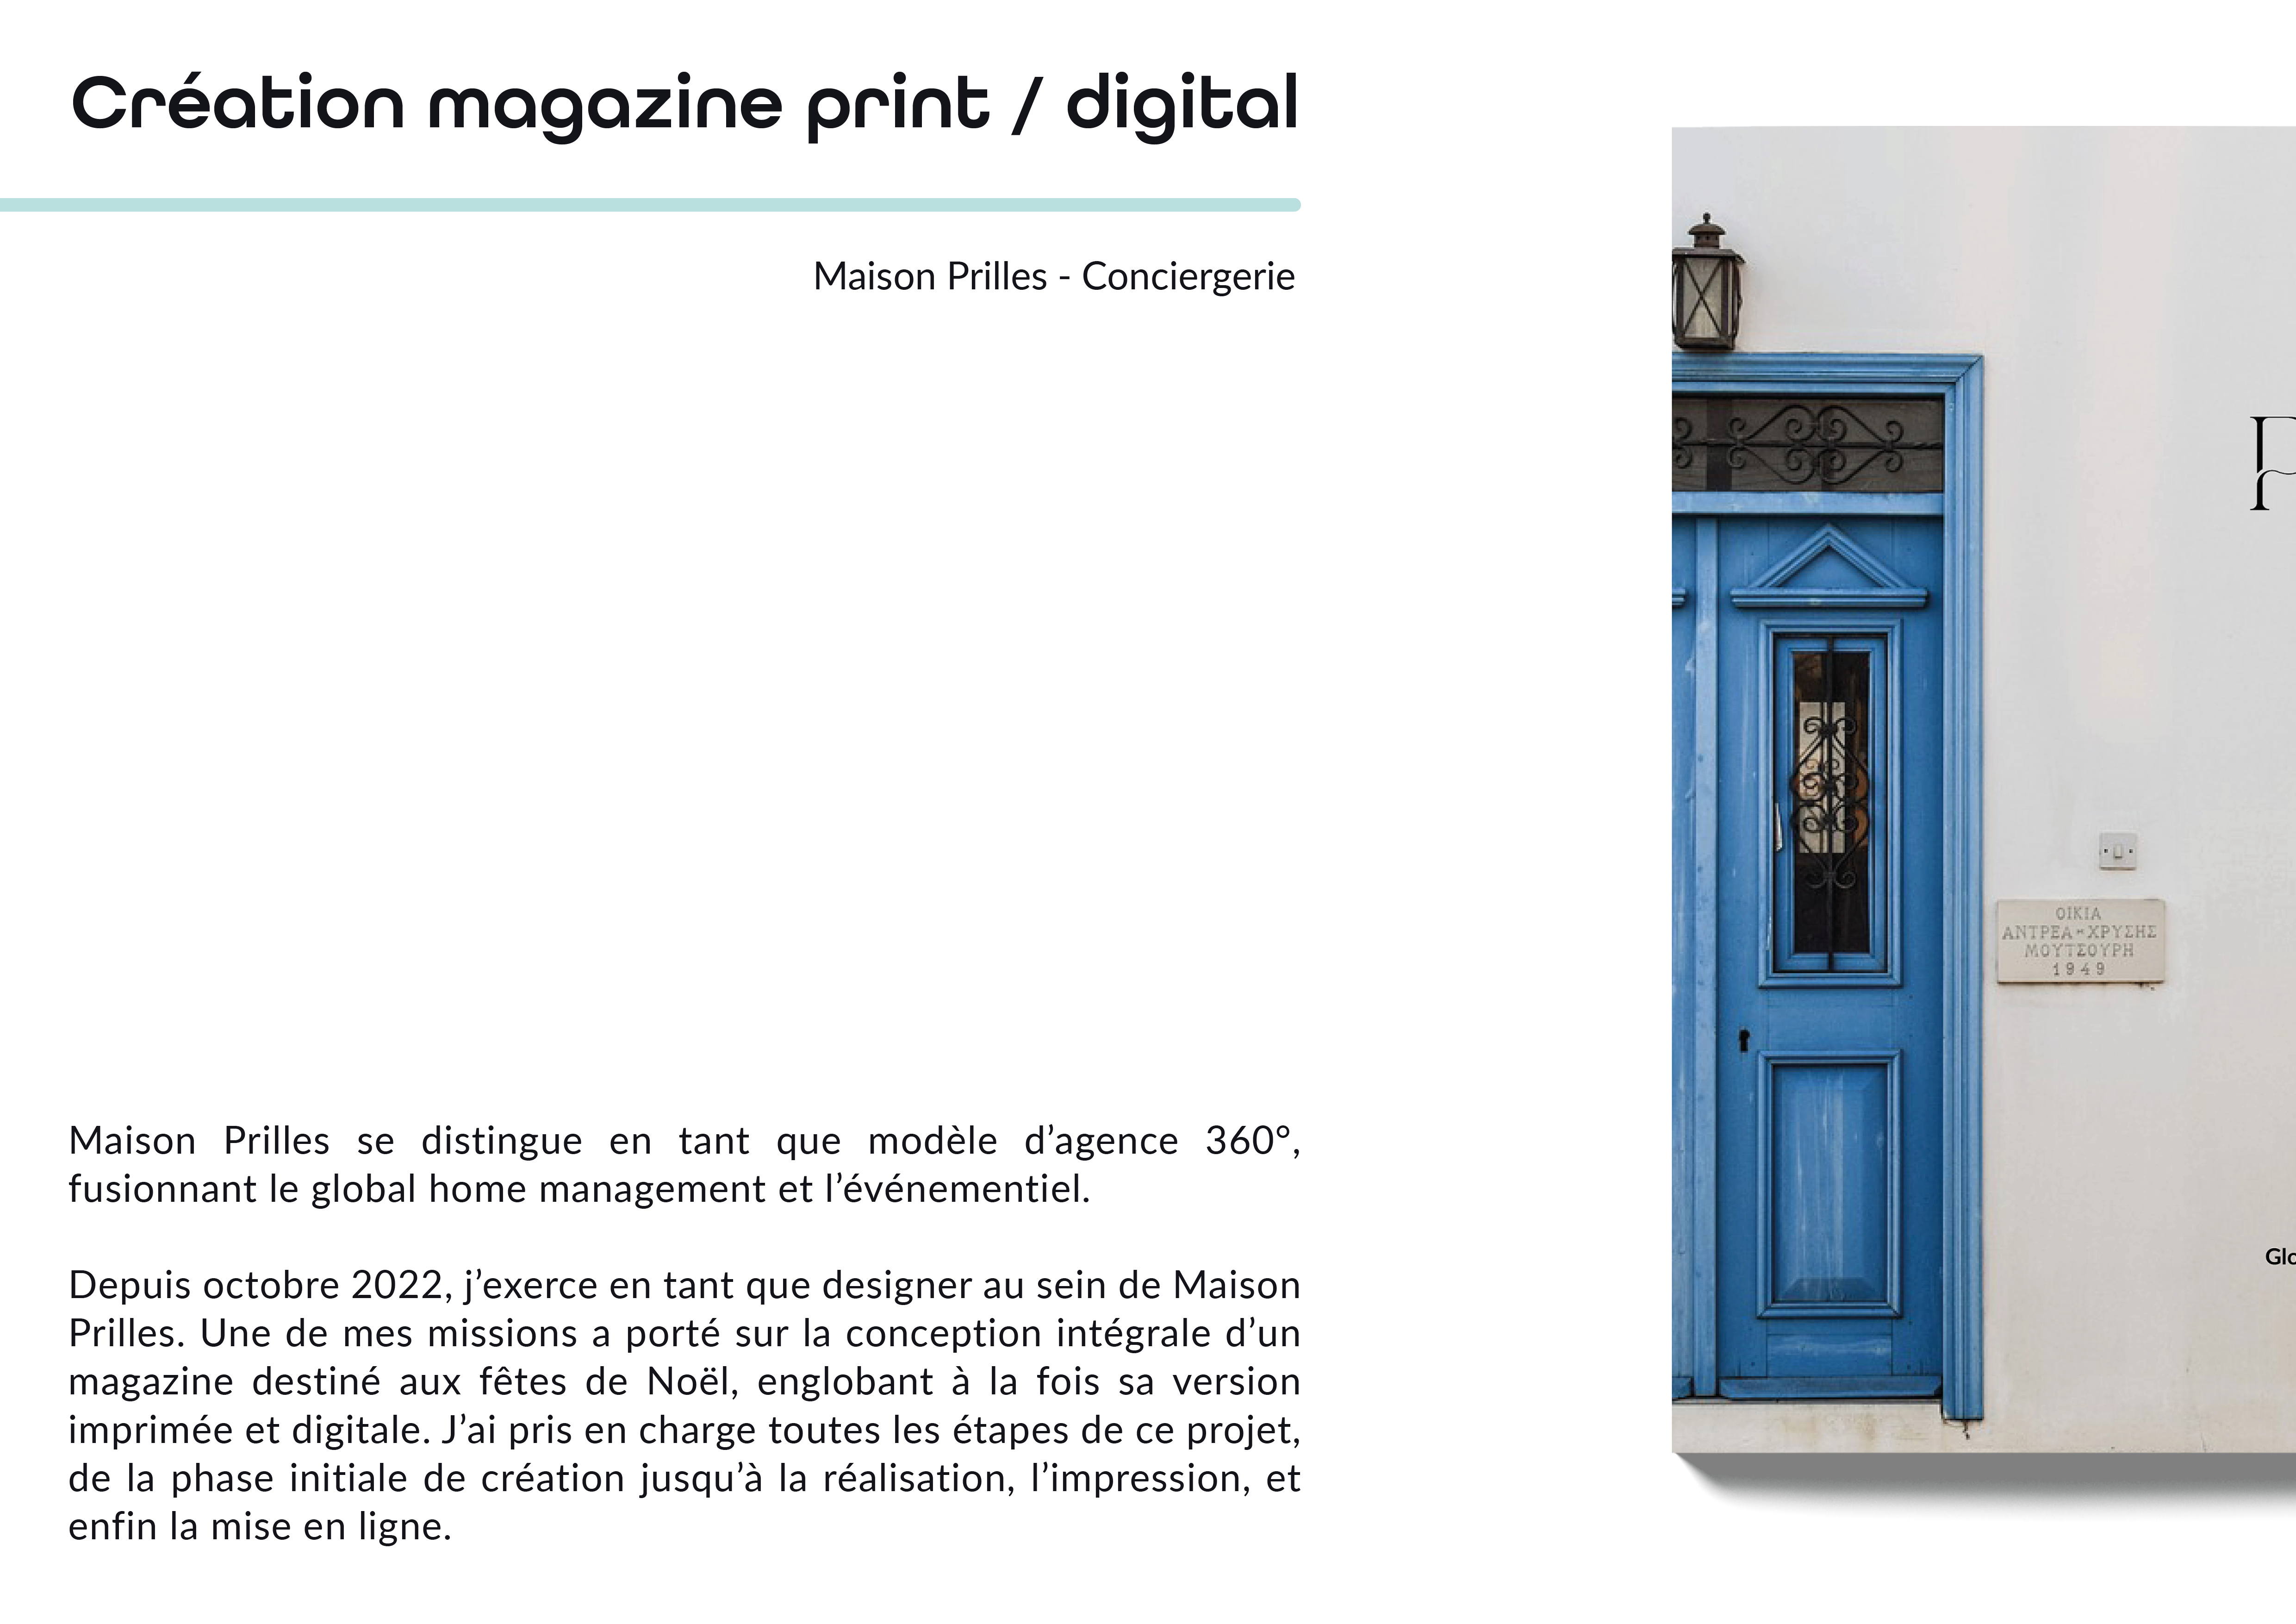 Création magazine print / digital
Maison Prilles - Conciergerie
Maison Prilles se distingue en tant que modèle d’agence 360°,
fusionnant le global home management et l’événementiel.
Depuis octobre 2022, j’exerce en tant que designer au sein de Maison
Prilles. Une de mes missions a porté sur la conception intégrale d’un
magazine destiné aux fêtes de Noël, englobant à la fois sa version
imprimée et digitale. J’ai pris en charge toutes les étapes de ce projet,
de la phase initiale de création jusqu’à la réalisation, l’impression, et
enfin la mise en ligne.
P
ΟΙΚΙΑ
ΑΝΤΡΕΑ * ΧΡΥΣΗΣ
ΜΟΥΤΣΟΥΡΗ
1949
Glo